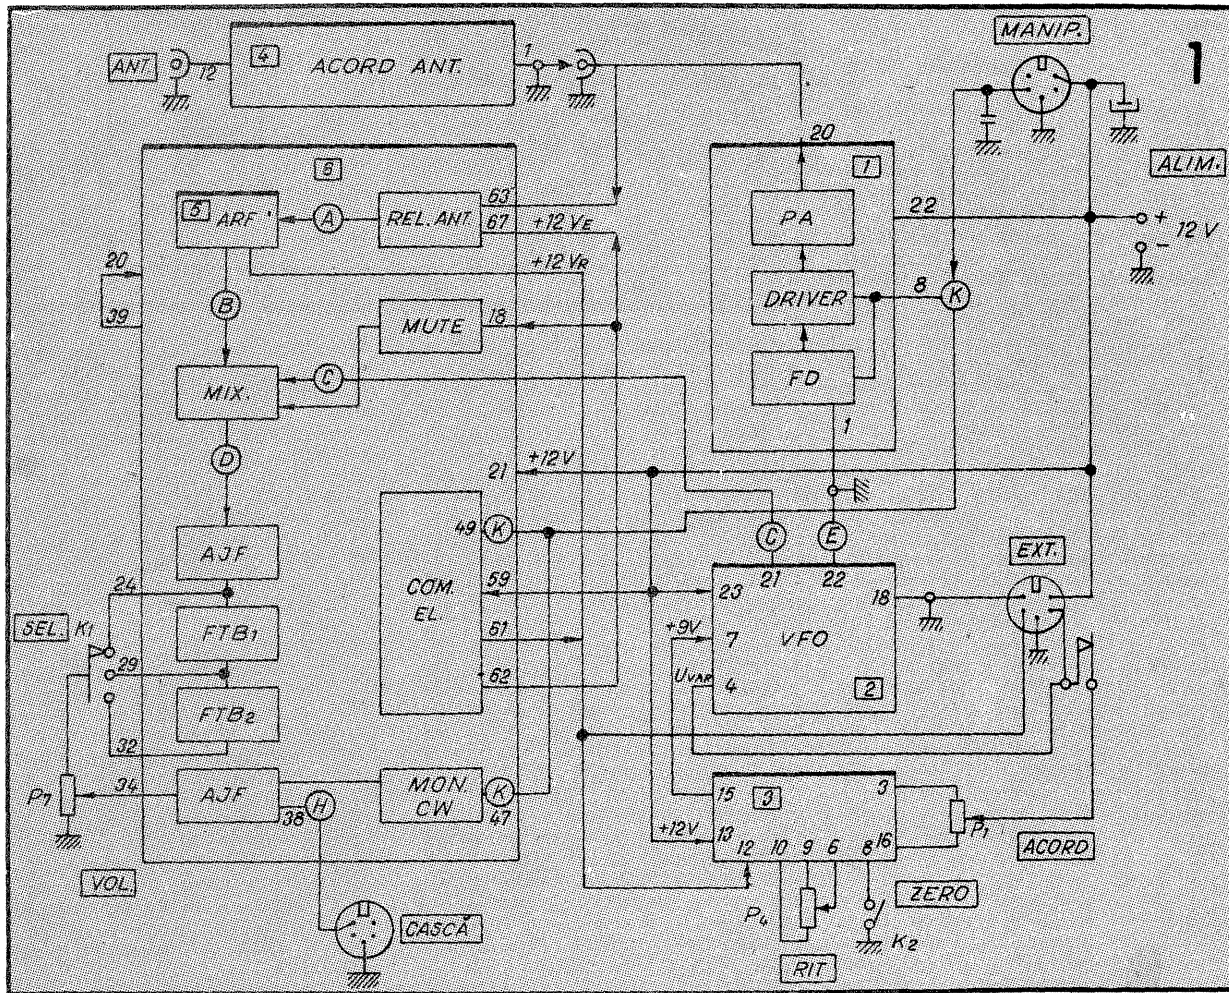 MANIP.
1
ANT
12
4
ACORD ANT.
1
20
ALIM.
6
1
5
ARF
A
REL. ANT
63
67
+12 VE
PA
22
+
12 V
-
20
+12 VR
39
B
MUTE
18
DRIVER
8
K
MIX.
C
FD
1
D
21
+12V
49
K
C
E
EXT.
AJF
21
22
24
COM.
EL.
59
23
18
SEL.
K1
FTB1
+9V
7
VFO
61
29
UVAR
4
2
62
FTB2
32
P7
34
AJF
MON.
CW
K
47
38
H
15
3
3
+12V
13
12
10
9
6
8
16
P1
ACORD
VOL.
ZERO
P4
K2
CASCĂ
RIT